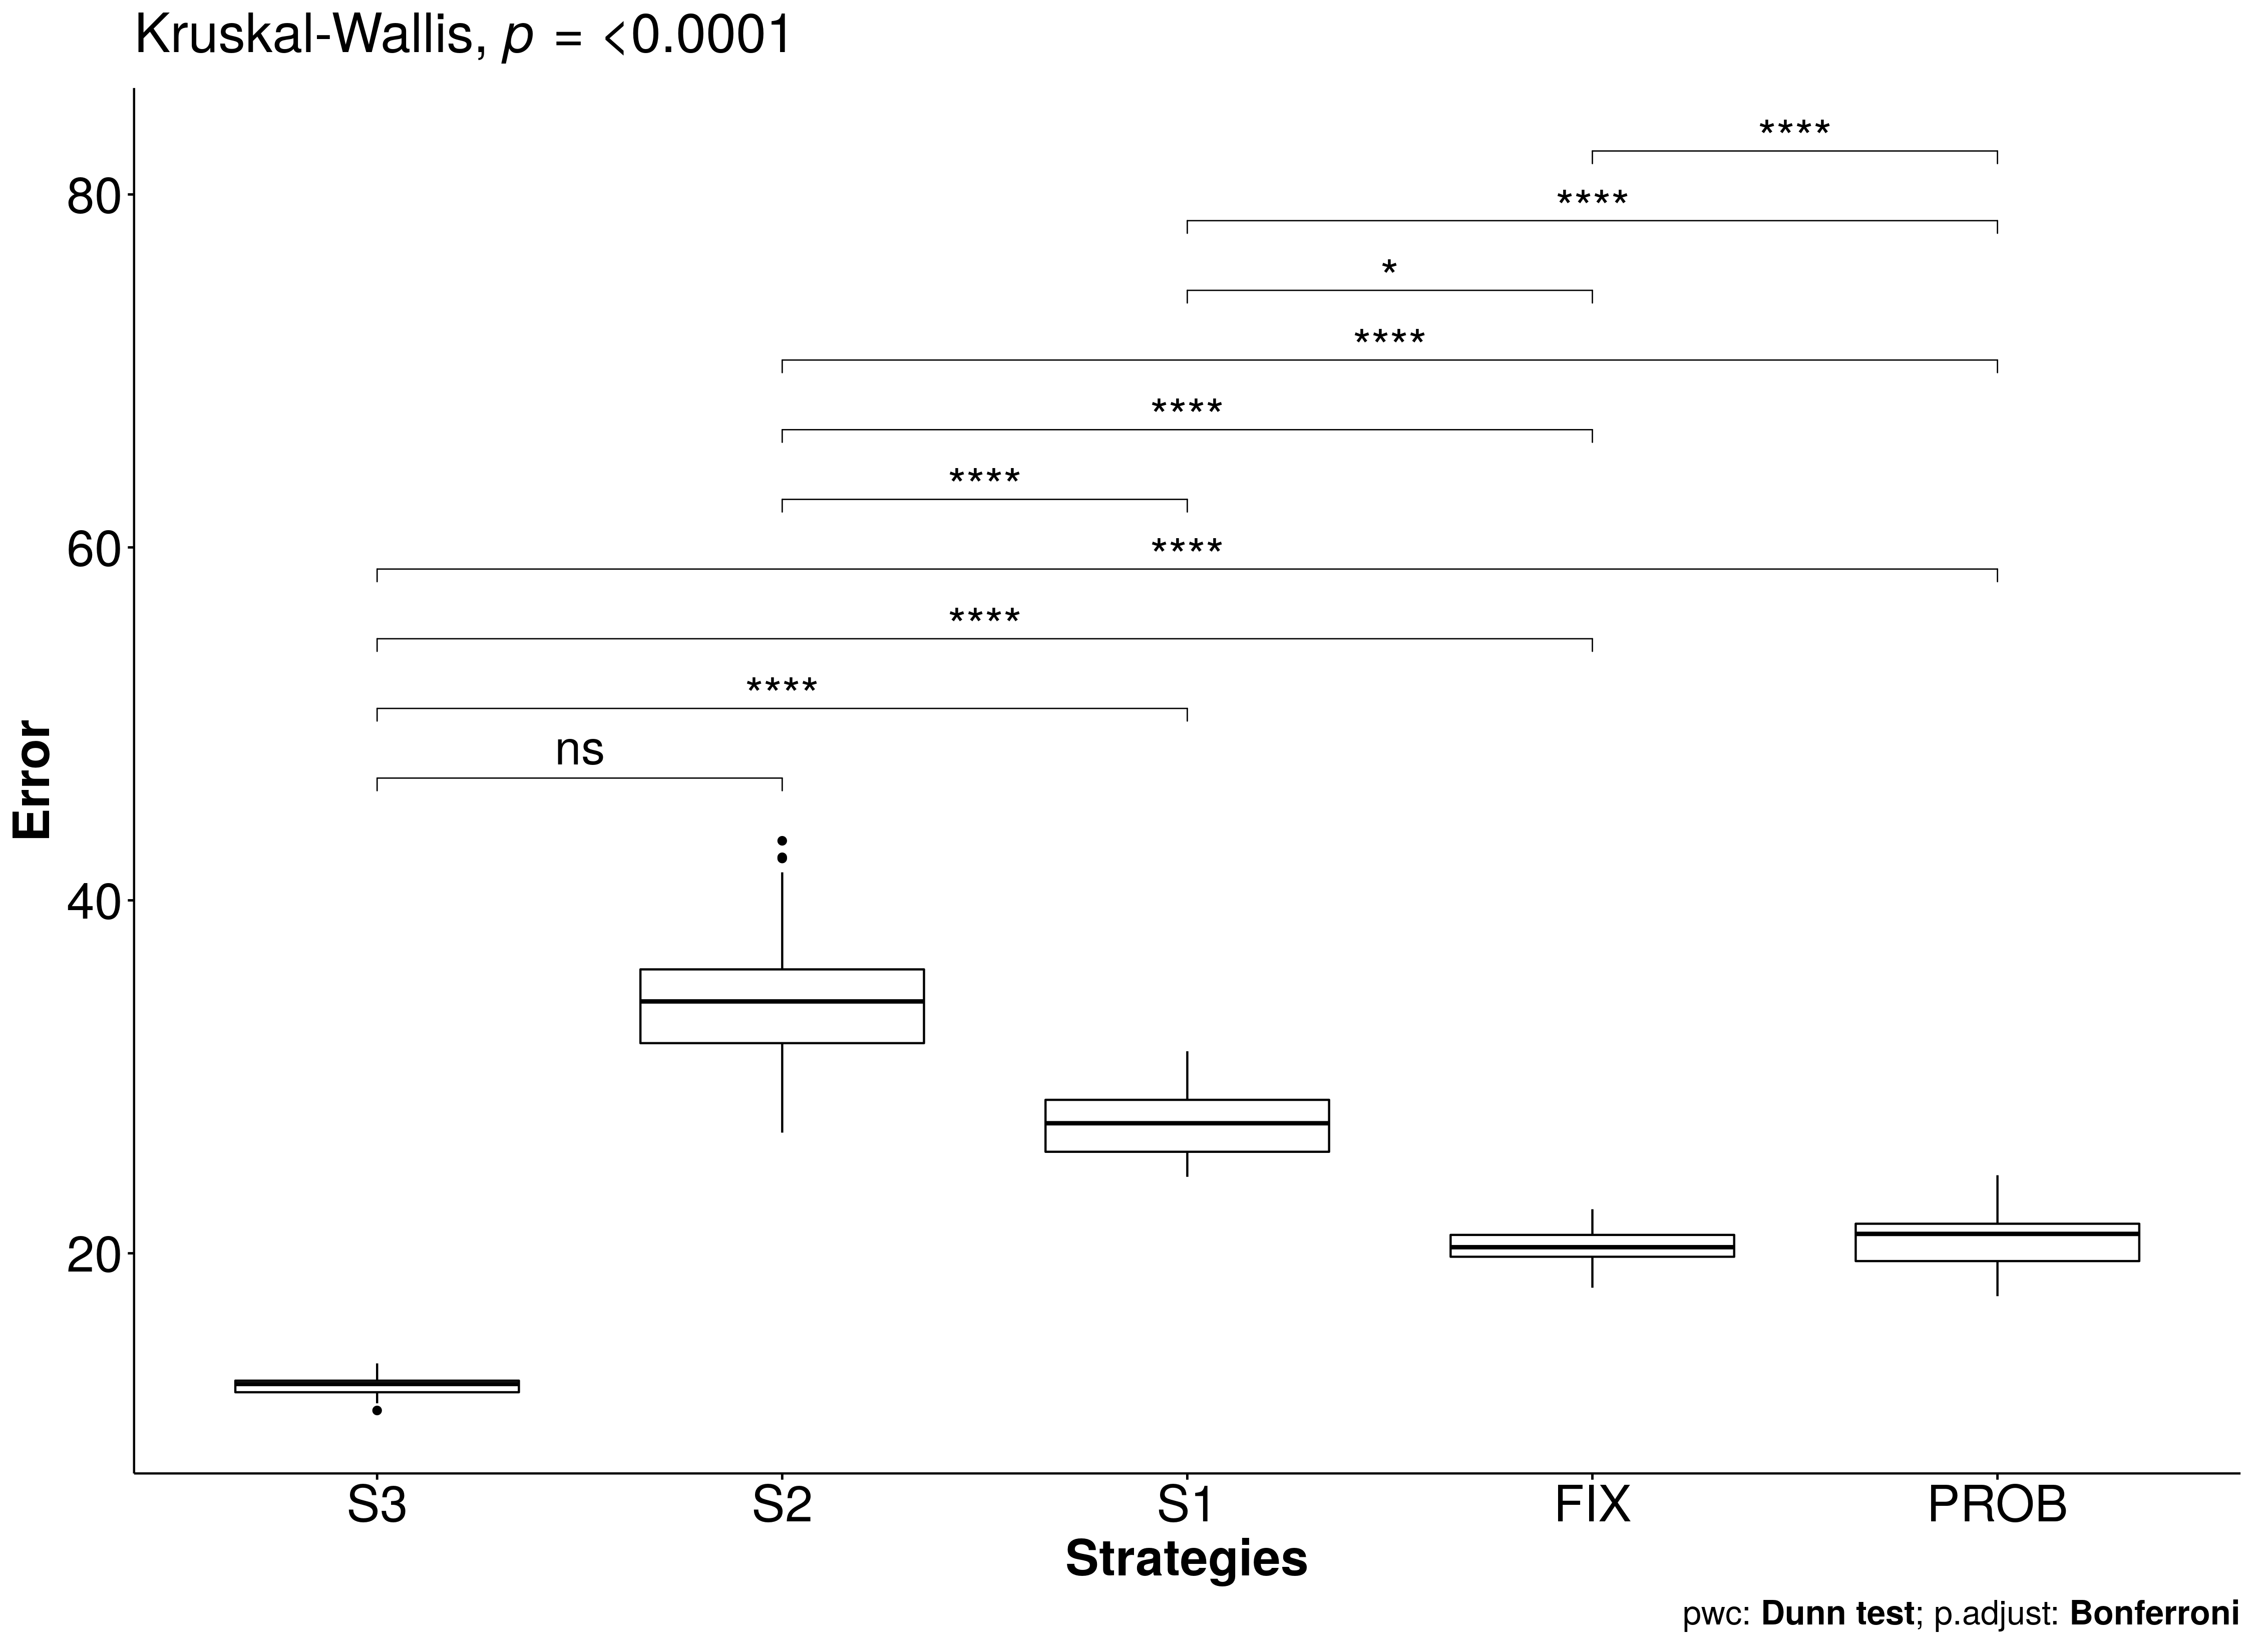 Kruskal-Wallis, p = <0.0001
****
80
****
*
****
****
****
60
****
****
****
ns
Error
40
20
S3 S2 S1 FIX PROB
Strategies
pwc: Dunn test; p.adjust: Bonferroni